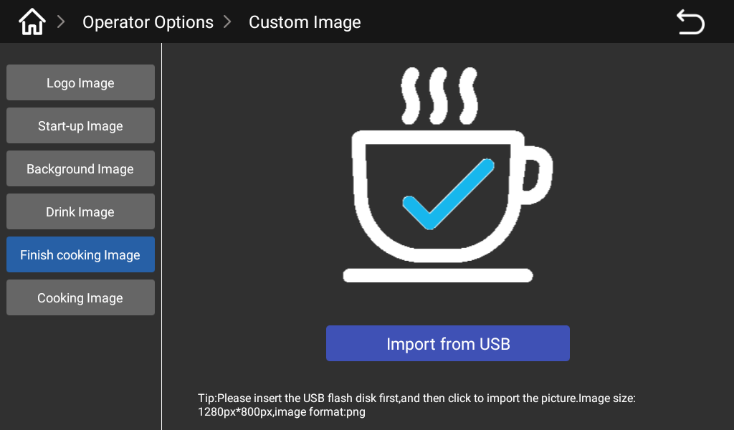 Operator Options > Custom Image
Logo Image
Start-up Image
Background Image
Drink Image
Finish cooking Image
Cooking Image
Import from USB
Tip:Please insert the USB flash disk first,and then click to import the picture.Image size:
1280px*800px,image format:png